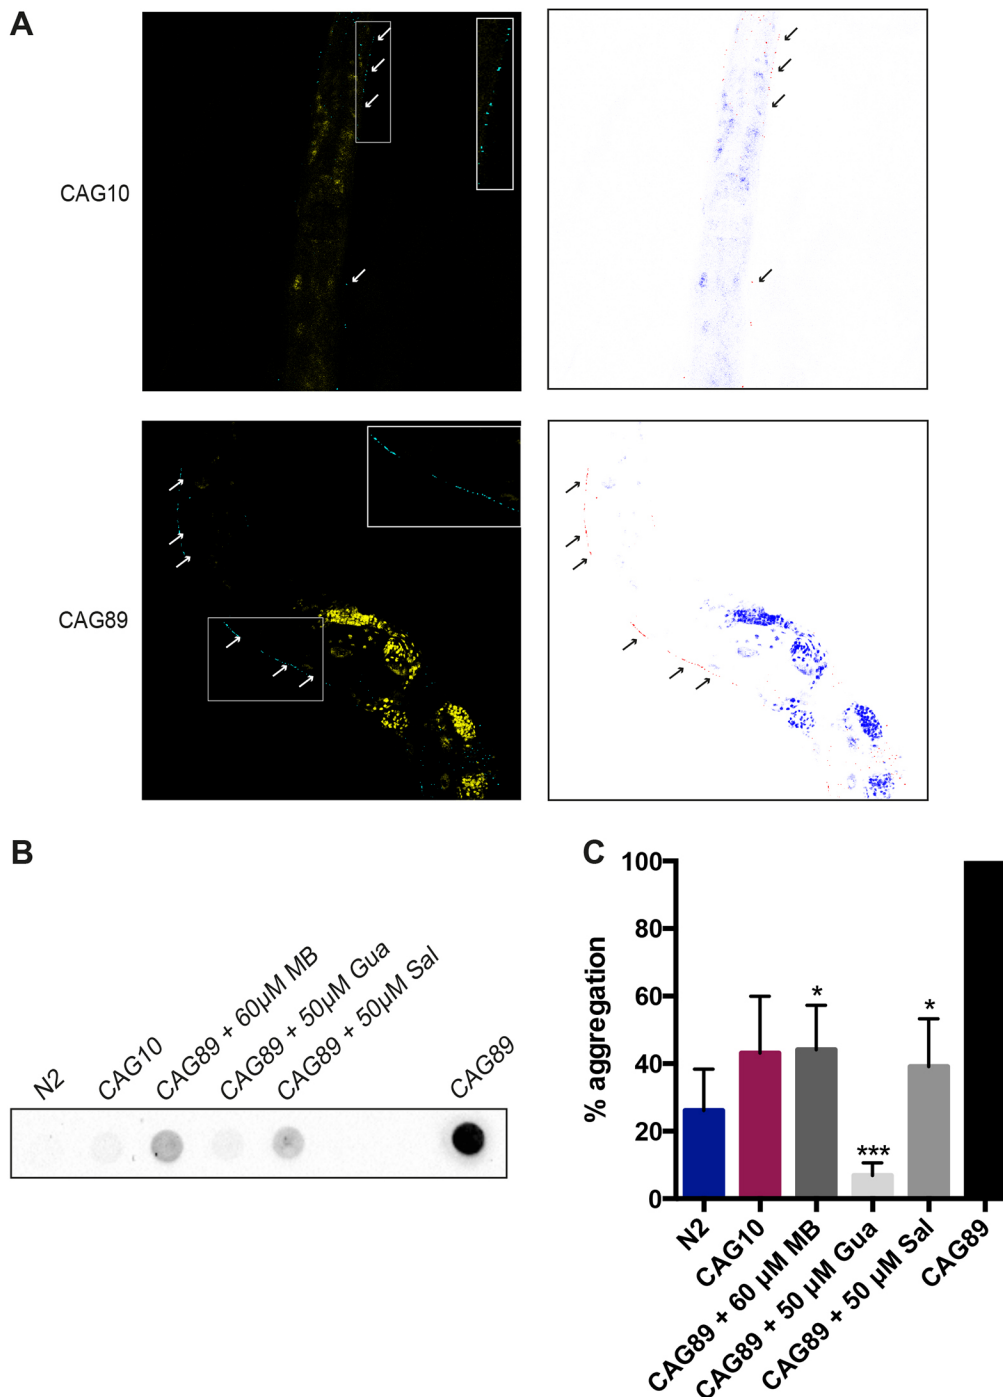 A
CAG10
CAG89
B
N2
CAG10
CAG89 + 60µM MB
CAG89 + 50µM Gua
CAG89 + 50µM Sal
CAG89
C
% aggregation
100
80
60
40
20
0
*
***
*
N2
CAG10
CAG89 + 60 µM MB
CAG89 + 50 µM Gua
CAG89 + 50 µM Sal
CAG89